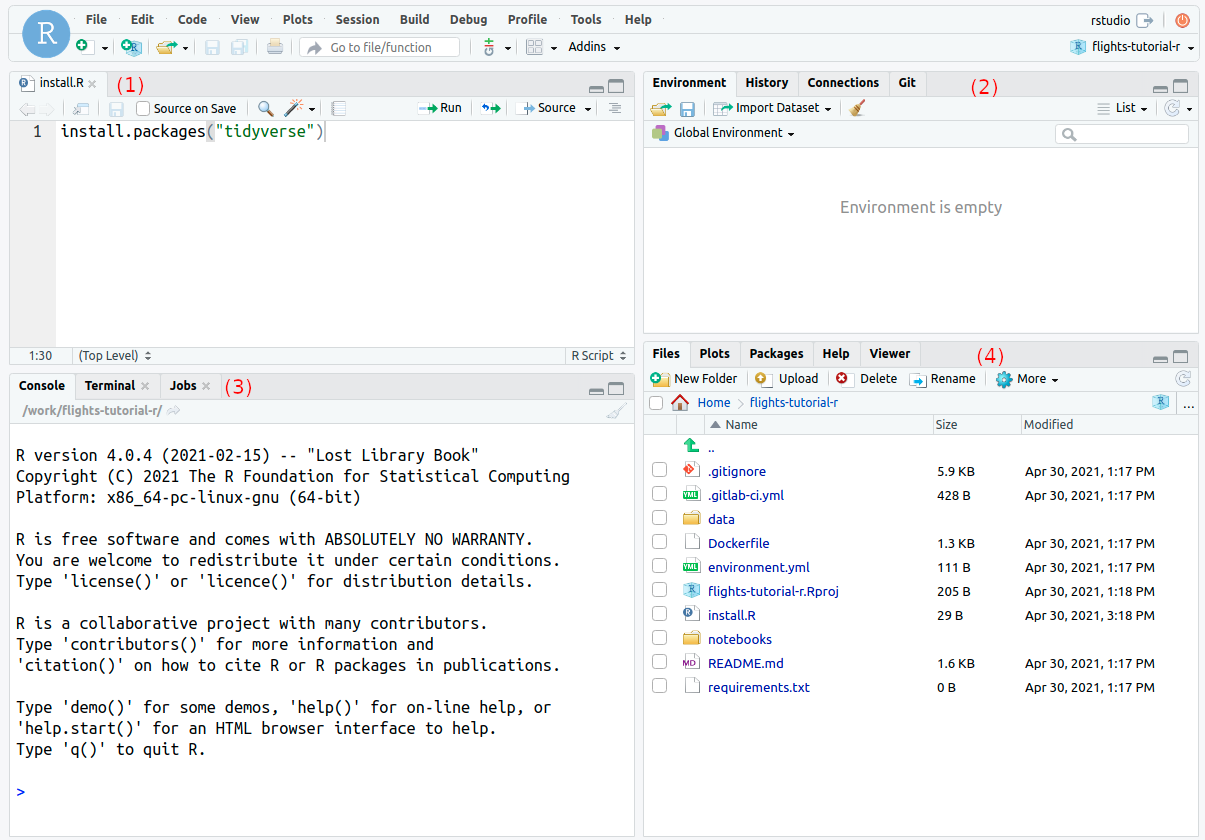 R
File Edit Code View Plots Session Build Debug Profile Tools Help
rstudio
Go to file/function
Addins
flights-tutorial-r
install.R (1)
Source on Save Run Source
1 install.packages("tidyverse")
1:30 (Top Level) R Script
Environment History Connections Git (2)
Import Dataset List
Global Environment
Environment is empty
Console Terminal Jobs (3)
/work/flights-tutorial-r/
R version 4.0.4 (2021-02-15) -- "Lost Library Book"
Copyright (C) 2021 The R Foundation for Statistical Computing
Platform: x86_64-pc-linux-gnu (64-bit)
R is free software and comes with ABSOLUTELY NO WARRANTY.
You are welcome to redistribute it under certain conditions.
Type 'license()' or 'licence()' for distribution details.
R is a collaborative project with many contributors.
Type 'contributors()' for more information and
'citation()' on how to cite R or R packages in publications.
Type 'demo()' for some demos, 'help()' for on-line help, or
'help.start()' for an HTML browser interface to help.
Type 'q()' to quit R.
>
Files Plots Packages Help Viewer (4)
New Folder Upload Delete Rename More
Home flights-tutorial-r ...
Name Size Modified
..
.gitignore 5.9 KB Apr 30, 2021, 1:17 PM
YML .gitlab-ci.yml 428 B Apr 30, 2021, 1:17 PM
data
Dockerfile 1.3 KB Apr 30, 2021, 1:17 PM
YML environment.yml 111 B Apr 30, 2021, 1:17 PM
R flights-tutorial-r.Rproj 205 B Apr 30, 2021, 1:18 PM
R install.R 29 B Apr 30, 2021, 3:18 PM
notebooks
MD README.md 1.6 KB Apr 30, 2021, 1:17 PM
requirements.txt 0 B Apr 30, 2021, 1:17 PM